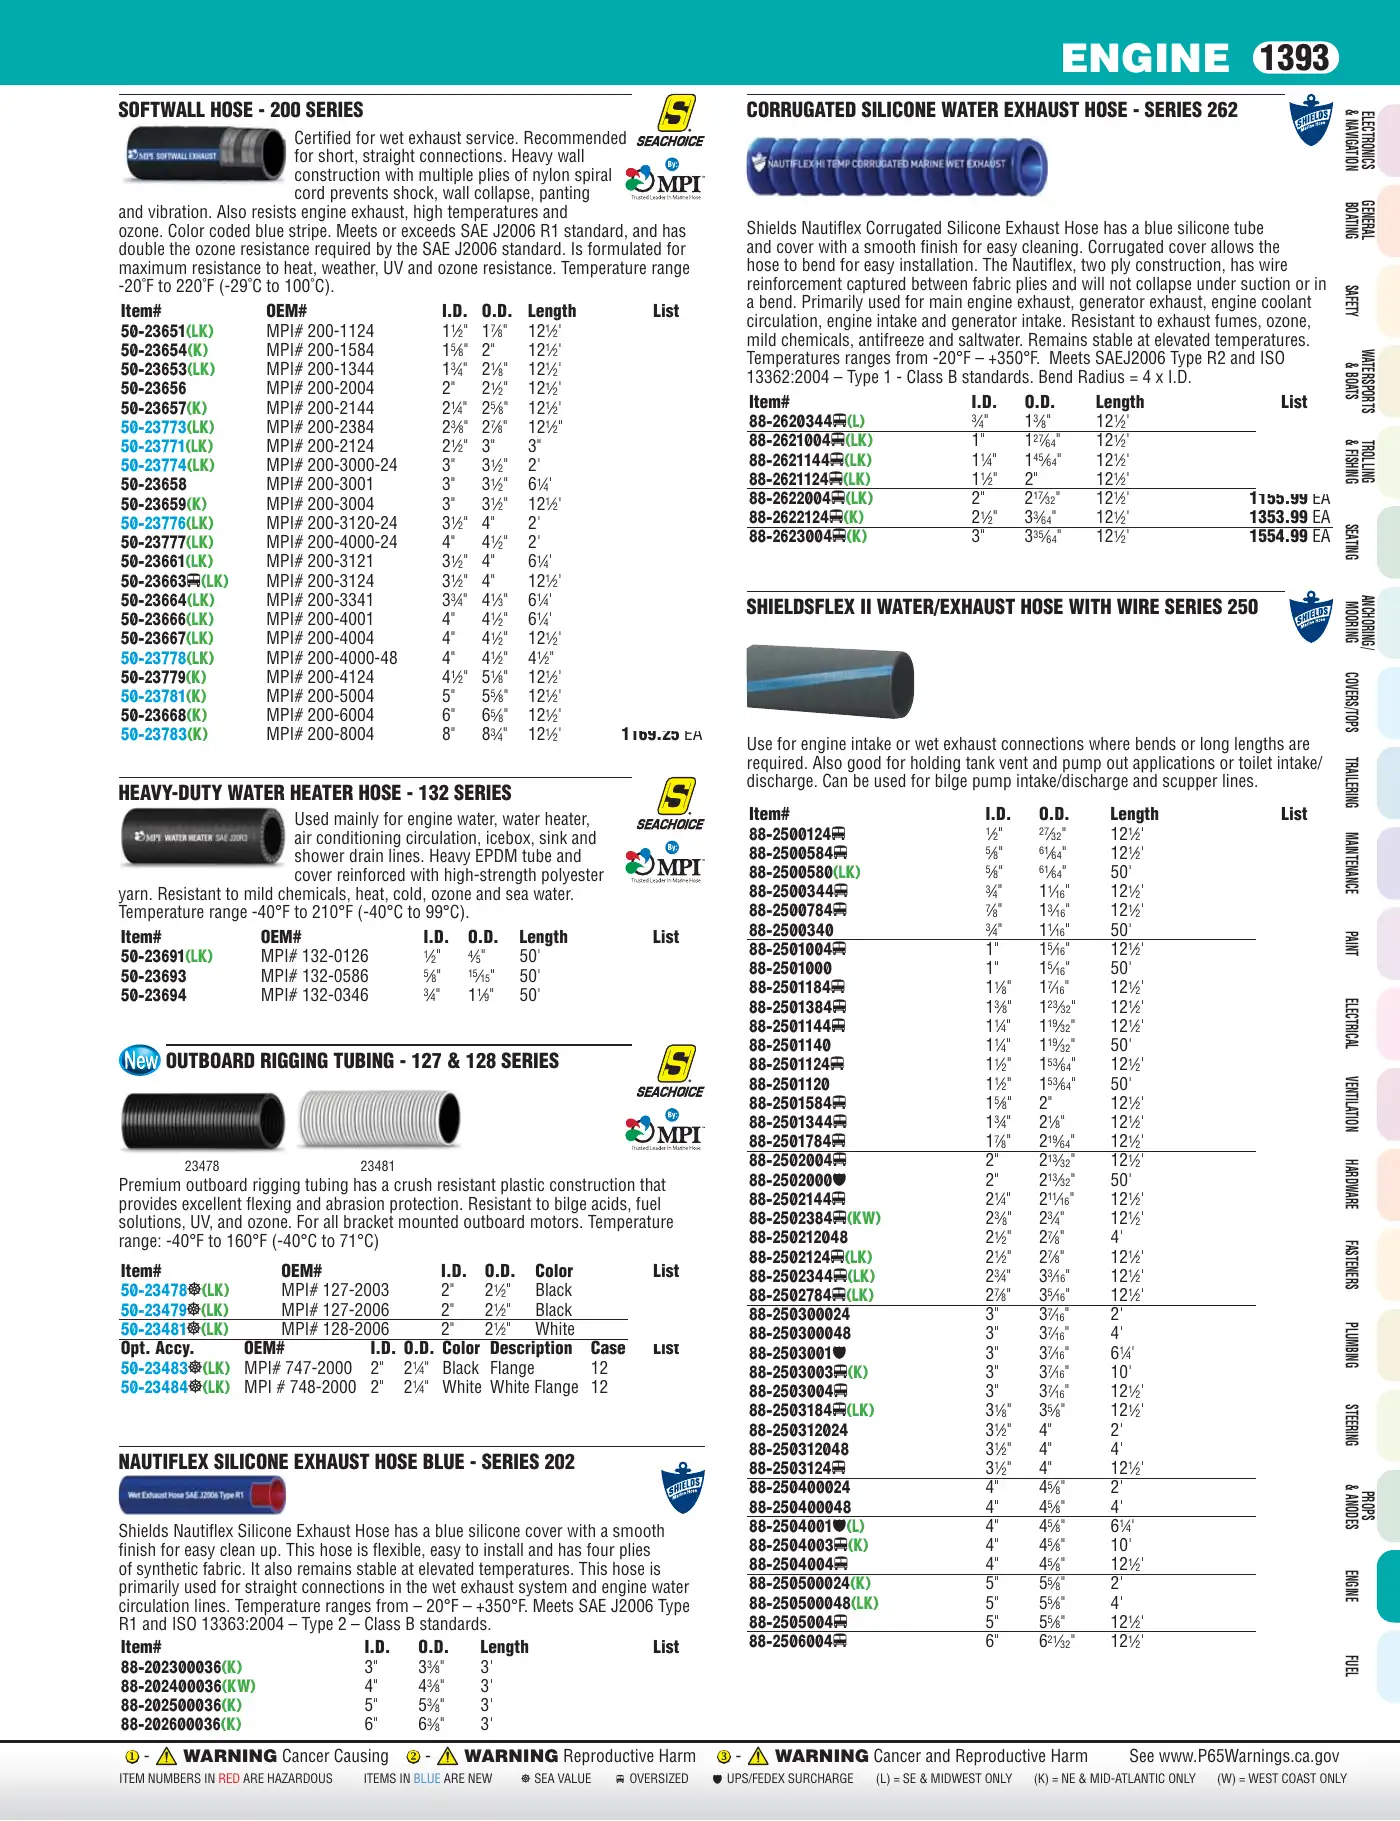 ENGINE 1393
SOFTWALL HOSE - 200 SERIES
SEACHOICE
By:
MPI
Trusted Leader in Marine Hose
MPI SOFTWALL EXHAUST
Certified for wet exhaust service. Recommended
for short, straight connections. Heavy wall
construction with multiple plies of nylon spiral
cord prevents shock, wall collapse, panting
and vibration. Also resists engine exhaust, high temperatures and
ozone. Color coded blue stripe. Meets or exceeds SAE J2006 R1 standard, and has
double the ozone resistance required by the SAE J2006 standard. Is formulated for
maximum resistance to heat, weather, UV and ozone resistance. Temperature range
-20˚F to 220˚F (-29˚C to 100˚C).
Item# OEM# I.D. O.D. Length List
50-23651(LK) MPI# 200-1124 1½" 1⅞" 12½'
50-23654(K) MPI# 200-1584 1⅝" 2" 12½'
50-23653(LK) MPI# 200-1344 1¾" 2⅛" 12½'
50-23656 MPI# 200-2004 2" 2½" 12½'
50-23657(K) MPI# 200-2144 2¼" 2⅝" 12½'
50-23773(LK) MPI# 200-2384 2⅜" 2⅞" 12½"
50-23771(LK) MPI# 200-2124 2½" 3" 3"
50-23774(LK) MPI# 200-3000-24 3" 3½" 2'
50-23658 MPI# 200-3001 3" 3½" 6¼'
50-23659(K) MPI# 200-3004 3" 3½" 12½'
50-23776(LK) MPI# 200-3120-24 3½" 4" 2'
50-23777(LK) MPI# 200-4000-24 4" 4½" 2'
50-23661(LK) MPI# 200-3121 3½" 4" 6¼'
50-23663(LK) MPI# 200-3124 3½" 4" 12½'
50-23664(LK) MPI# 200-3341 3¾" 4⅓" 6¼'
50-23666(LK) MPI# 200-4001 4" 4½" 6¼'
50-23667(LK) MPI# 200-4004 4" 4½" 12½'
50-23778(LK) MPI# 200-4000-48 4" 4½" 4½"
50-23779(K) MPI# 200-4124 4½" 5⅛" 12½'
50-23781(K) MPI# 200-5004 5" 5⅝" 12½'
50-23668(K) MPI# 200-6004 6" 6⅝" 12½'
50-23783(K) MPI# 200-8004 8" 8¾" 12½' 1169.25 EA
HEAVY-DUTY WATER HEATER HOSE - 132 SERIES
SEACHOICE
By:
MPI
Trusted Leader in Marine Hose
MPI WATER HEATER SAE J20R3
Used mainly for engine water, water heater,
air conditioning circulation, icebox, sink and
shower drain lines. Heavy EPDM tube and
cover reinforced with high-strength polyester
yarn. Resistant to mild chemicals, heat, cold, ozone and sea water.
Temperature range -40°F to 210°F (-40°C to 99°C).
Item# OEM# I.D. O.D. Length List
50-23691(LK) MPI# 132-0126 ½" ⅘" 50'
50-23693 MPI# 132-0586 ⅝" 15⁄15" 50'
50-23694 MPI# 132-0346 ¾" 1⅛" 50'
New OUTBOARD RIGGING TUBING - 127 & 128 SERIES
SEACHOICE
By:
MPI
Trusted Leader in Marine Hose
23478 23481
Premium outboard rigging tubing has a crush resistant plastic construction that
provides excellent flexing and abrasion protection. Resistant to bilge acids, fuel
solutions, UV, and ozone. For all bracket mounted outboard motors. Temperature
range: -40°F to 160°F (-40°C to 71°C)
Item# OEM# I.D. O.D. Color List
50-23478(LK) MPI# 127-2003 2" 2½" Black
50-23479(LK) MPI# 127-2006 2" 2½" Black
50-23481(LK) MPI# 128-2006 2" 2½" White
Opt. Accy. OEM# I.D. O.D. Color Description Case List
50-23483(LK) MPI# 747-2000 2" 2¼" Black Flange 12
50-23484(LK) MPI # 748-2000 2" 2¼" White White Flange 12
NAUTIFLEX SILICONE EXHAUST HOSE BLUE - SERIES 202
Wet Exhaust Hose SAE J2006 Type R1
SHIELDS
Marine Hose
Shields Nautiflex Silicone Exhaust Hose has a blue silicone cover with a smooth
finish for easy clean up. This hose is flexible, easy to install and has four plies
of synthetic fabric. It also remains stable at elevated temperatures. This hose is
primarily used for straight connections in the wet exhaust system and engine water
circulation lines. Temperature ranges from – 20°F – +350°F. Meets SAE J2006 Type
R1 and ISO 13363:2004 – Type 2 – Class B standards.
Item# I.D. O.D. Length List
88-202300036(K) 3" 3⅜" 3'
88-202400036(KW) 4" 4⅜" 3'
88-202500036(K) 5" 5⅜" 3'
88-202600036(K) 6" 6⅜" 3'
CORRUGATED SILICONE WATER EXHAUST HOSE - SERIES 262
SHIELDS
Marine Hose
NAUTIFLEX HI TEMP CORRUGATED MARINE WET EXHAUST
Shields Nautiflex Corrugated Silicone Exhaust Hose has a blue silicone tube
and cover with a smooth finish for easy cleaning. Corrugated cover allows the
hose to bend for easy installation. The Nautiflex, two ply construction, has wire
reinforcement captured between fabric plies and will not collapse under suction or in
a bend. Primarily used for main engine exhaust, generator exhaust, engine coolant
circulation, engine intake and generator intake. Resistant to exhaust fumes, ozone,
mild chemicals, antifreeze and saltwater. Remains stable at elevated temperatures.
Temperatures ranges from -20°F – +350°F. Meets SAEJ2006 Type R2 and ISO
13362:2004 – Type 1 - Class B standards. Bend Radius = 4 x I.D.
Item# I.D. O.D. Length List
88-2620344(L) ¾" 1⅜" 12½'
88-2621004(LK) 1" 127⁄64" 12½'
88-2621144(LK) 1¼" 145⁄64" 12½'
88-2621124(LK) 1½" 2" 12½'
88-2622004(LK) 2" 217⁄32" 12½' 1155.99 EA
88-2622124(K) 2½" 33⁄64" 12½' 1353.99 EA
88-2623004(K) 3" 335⁄64" 12½' 1554.99 EA
SHIELDSFLEX II WATER/EXHAUST HOSE WITH WIRE SERIES 250
SHIELDS
Marine Hose
Use for engine intake or wet exhaust connections where bends or long lengths are
required. Also good for holding tank vent and pump out applications or toilet intake/
discharge. Can be used for bilge pump intake/discharge and scupper lines.
Item# I.D. O.D. Length List
88-2500124 ½" 27⁄32" 12½'
88-2500584 ⅝" 61⁄64" 12½'
88-2500580(LK) ⅝" 61⁄64" 50'
88-2500344 ¾" 11⁄16" 12½'
88-2500784 ⅞" 13⁄16" 12½'
88-2500340 ¾" 11⁄16" 50'
88-2501004 1" 15⁄16" 12½'
88-2501000 1" 15⁄16" 50'
88-2501184 1⅛" 17⁄16" 12½'
88-2501384 1⅜" 123⁄32" 12½'
88-2501144 1¼" 119⁄32" 12½'
88-2501140 1¼" 119⁄32" 50'
88-2501124 1½" 153⁄64" 12½'
88-2501120 1½" 153⁄64" 50'
88-2501584 1⅝" 2" 12½'
88-2501344 1¾" 2⅛" 12½'
88-2501784 1⅞" 219⁄64" 12½'
88-2502004 2" 213⁄32" 12½'
88-2502000 2" 213⁄32" 50'
88-2502144 2¼" 211⁄16" 12½'
88-2502384(KW) 2⅜" 2¾" 12½'
88-250212048 2½" 2⅞" 4'
88-2502124(LK) 2½" 2⅞" 12½'
88-2502344(LK) 2¾" 33⁄16" 12½'
88-2502784(LK) 2⅞" 35⁄16" 12½'
88-250300024 3" 37⁄16" 2'
88-250300048 3" 37⁄16" 4'
88-2503001 3" 37⁄16" 6¼'
88-2503003(K) 3" 37⁄16" 10'
88-2503004 3" 37⁄16" 12½'
88-2503184(LK) 3⅛" 3⅝" 12½'
88-250312024 3½" 4" 2'
88-250312048 3½" 4" 4'
88-2503124 3½" 4" 12½'
88-250400024 4" 4⅝" 2'
88-250400048 4" 4⅝" 4'
88-2504001(L) 4" 4⅝" 6¼'
88-2504003(K) 4" 4⅝" 10'
88-2504004 4" 4⅝" 12½'
88-250500024(K) 5" 5⅝" 2'
88-250500048(LK) 5" 5⅝" 4'
88-2505004 5" 5⅝" 12½'
88-2506004 6" 621⁄32" 12½'
ELECTRONICS
& NAVIGATION
GENERAL
BOATING
SAFETY
WATERSPORTS
& BOATS
TROLLING
& FISHING
SEATING
ANCHORING/
MOORING
COVERS/TOPS
TRAILERING
MAINTENANCE
PAINT
ELECTRICAL
VENTILATION
HARDWARE
FASTENERS
PLUMBING
STEERING
PROPS
& ANODES
ENGINE
FUEL
1 - WARNING Cancer Causing 2 - WARNING Reproductive Harm 3 - WARNING Cancer and Reproductive Harm See www.P65Warnings.ca.gov
ITEM NUMBERS IN RED ARE HAZARDOUS ITEMS IN BLUE ARE NEW SEA VALUE OVERSIZED UPS/FEDEX SURCHARGE (L) = SE & MIDWEST ONLY (K) = NE & MID-ATLANTIC ONLY (W) = WEST COAST ONLY